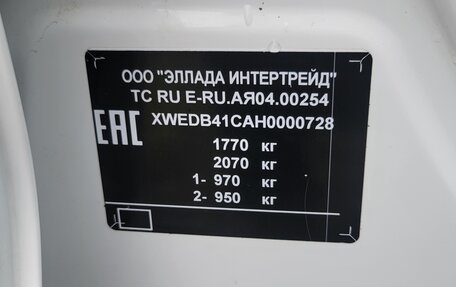 ООО "ЭЛЛАДА ИНТЕРТРЕЙД"
ТС RU E-RU.АЯ04.00254
EAC
XWEDB41CAH0000728
1770 кг
2070 кг
1- 970 кг
2- 950 кг